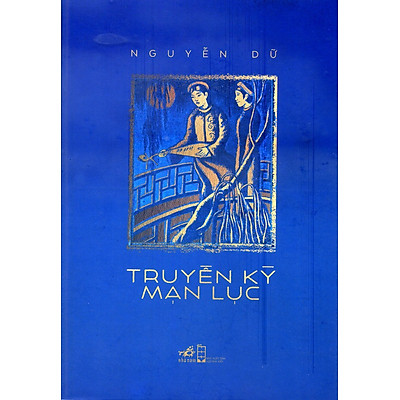 NGUYỄN DỮ
TRUYỀN KỲ
MẠN LỤC